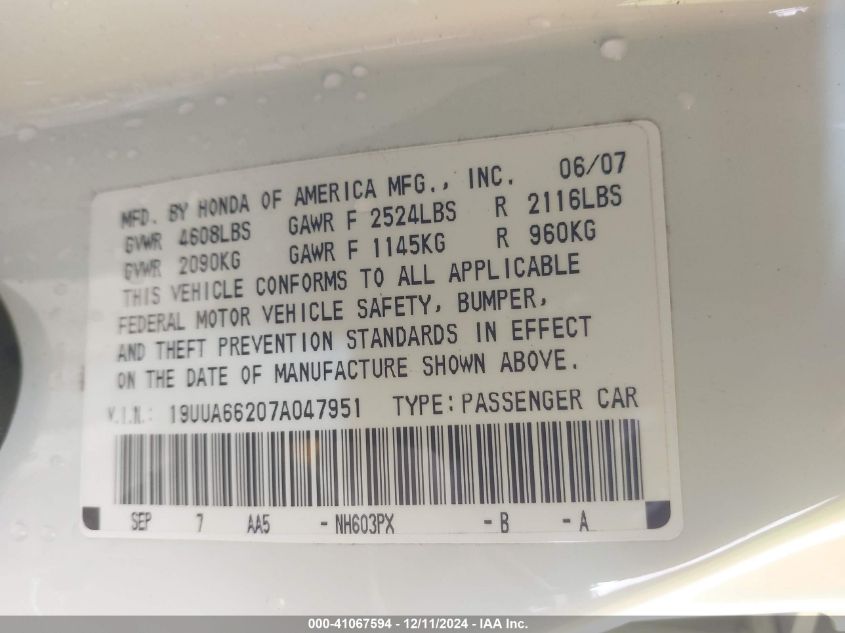 MFD. BY HONDA OF AMERICA MFG., INC. 06/07
GVWR 4608LBS GAWR F 2524LBS R 2116LBS
GVWR 2090KG GAWR F 1145KG R 960KG
THIS VEHICLE CONFORMS TO ALL APPLICABLE
FEDERAL MOTOR VEHICLE SAFETY, BUMPER,
AND THEFT PREVENTION STANDARDS IN EFFECT
ON THE DATE OF MANUFACTURE SHOWN ABOVE.
V.I.N.: 19UUA66207A047951 TYPE: PASSENGER CAR
SEP 7 AA5 -NH603PX -B -A
000-41067594 - 12/11/2024 - IAA Inc.